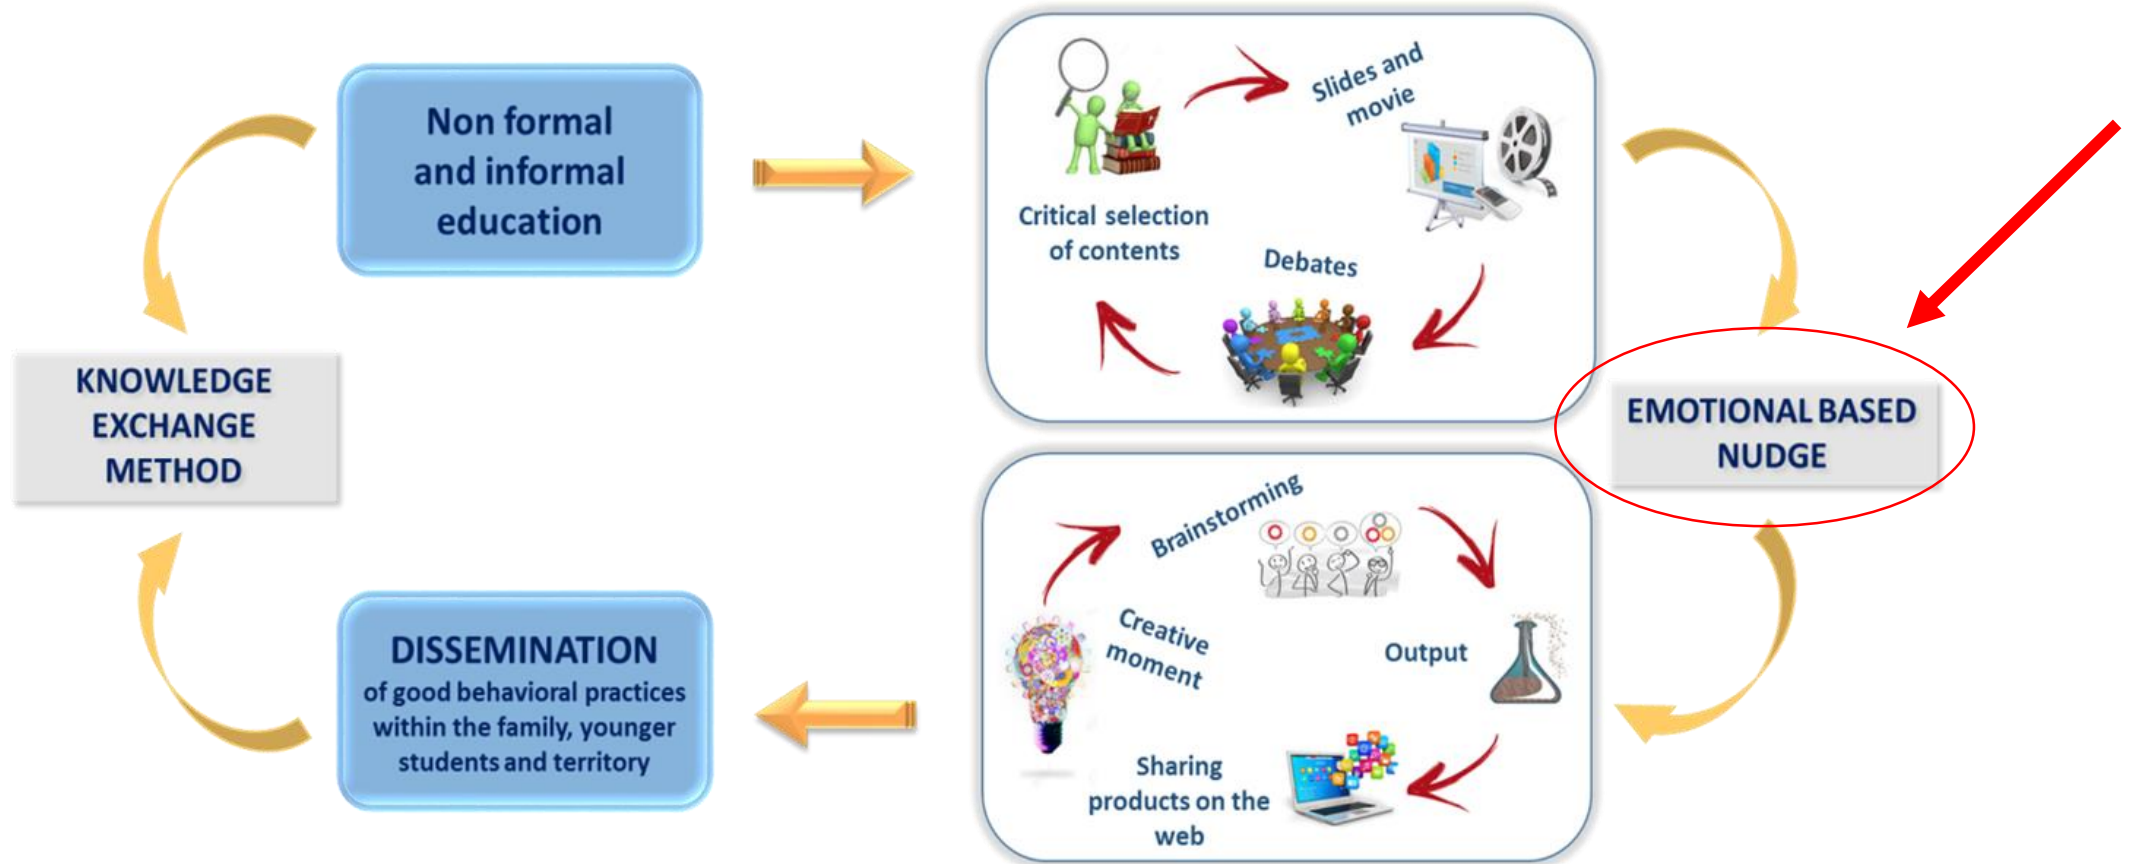 Non formal
and informal
education
KNOWLEDGE
EXCHANGE
METHOD
DISSEMINATION
of good behavioral practices
within the family, younger
students and territory
Slides and
movie
Critical selection
of contents
Debates
EMOTIONAL BASED
NUDGE
Brainstorming
Creative
moment
Output
Sharing
products on the
web